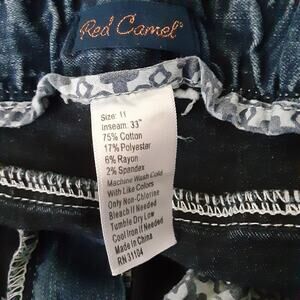 Red Camel
Size: 11
Inseam: 33"
75% Cotton
17% Polyester
6% Rayon
2% Spandex
Machine Wash Cold
With Like Colors
Only Non-Chlorine
Bleach If Needed
Tumble Dry Low
Cool Iron If Needed
Made In China
RN 31104